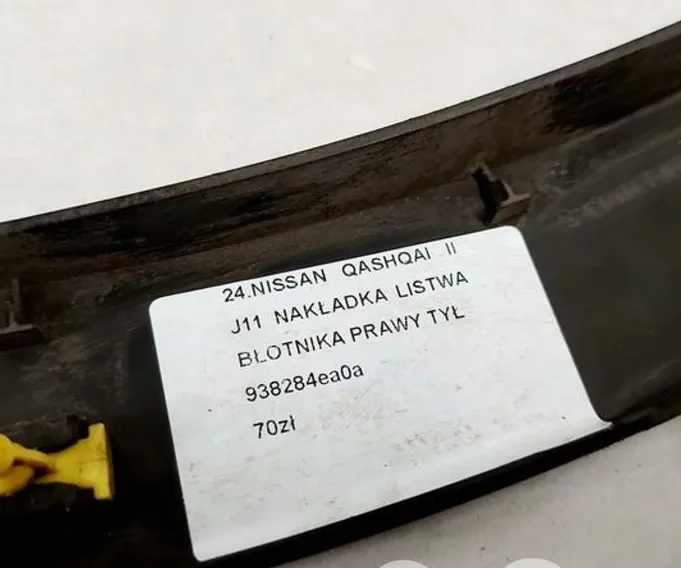 24.NISSAN QASHQAI II
J11 NAKŁADKA LISTWA
BŁOTNIKA PRAWY TYŁ
938284ea0a
70zł